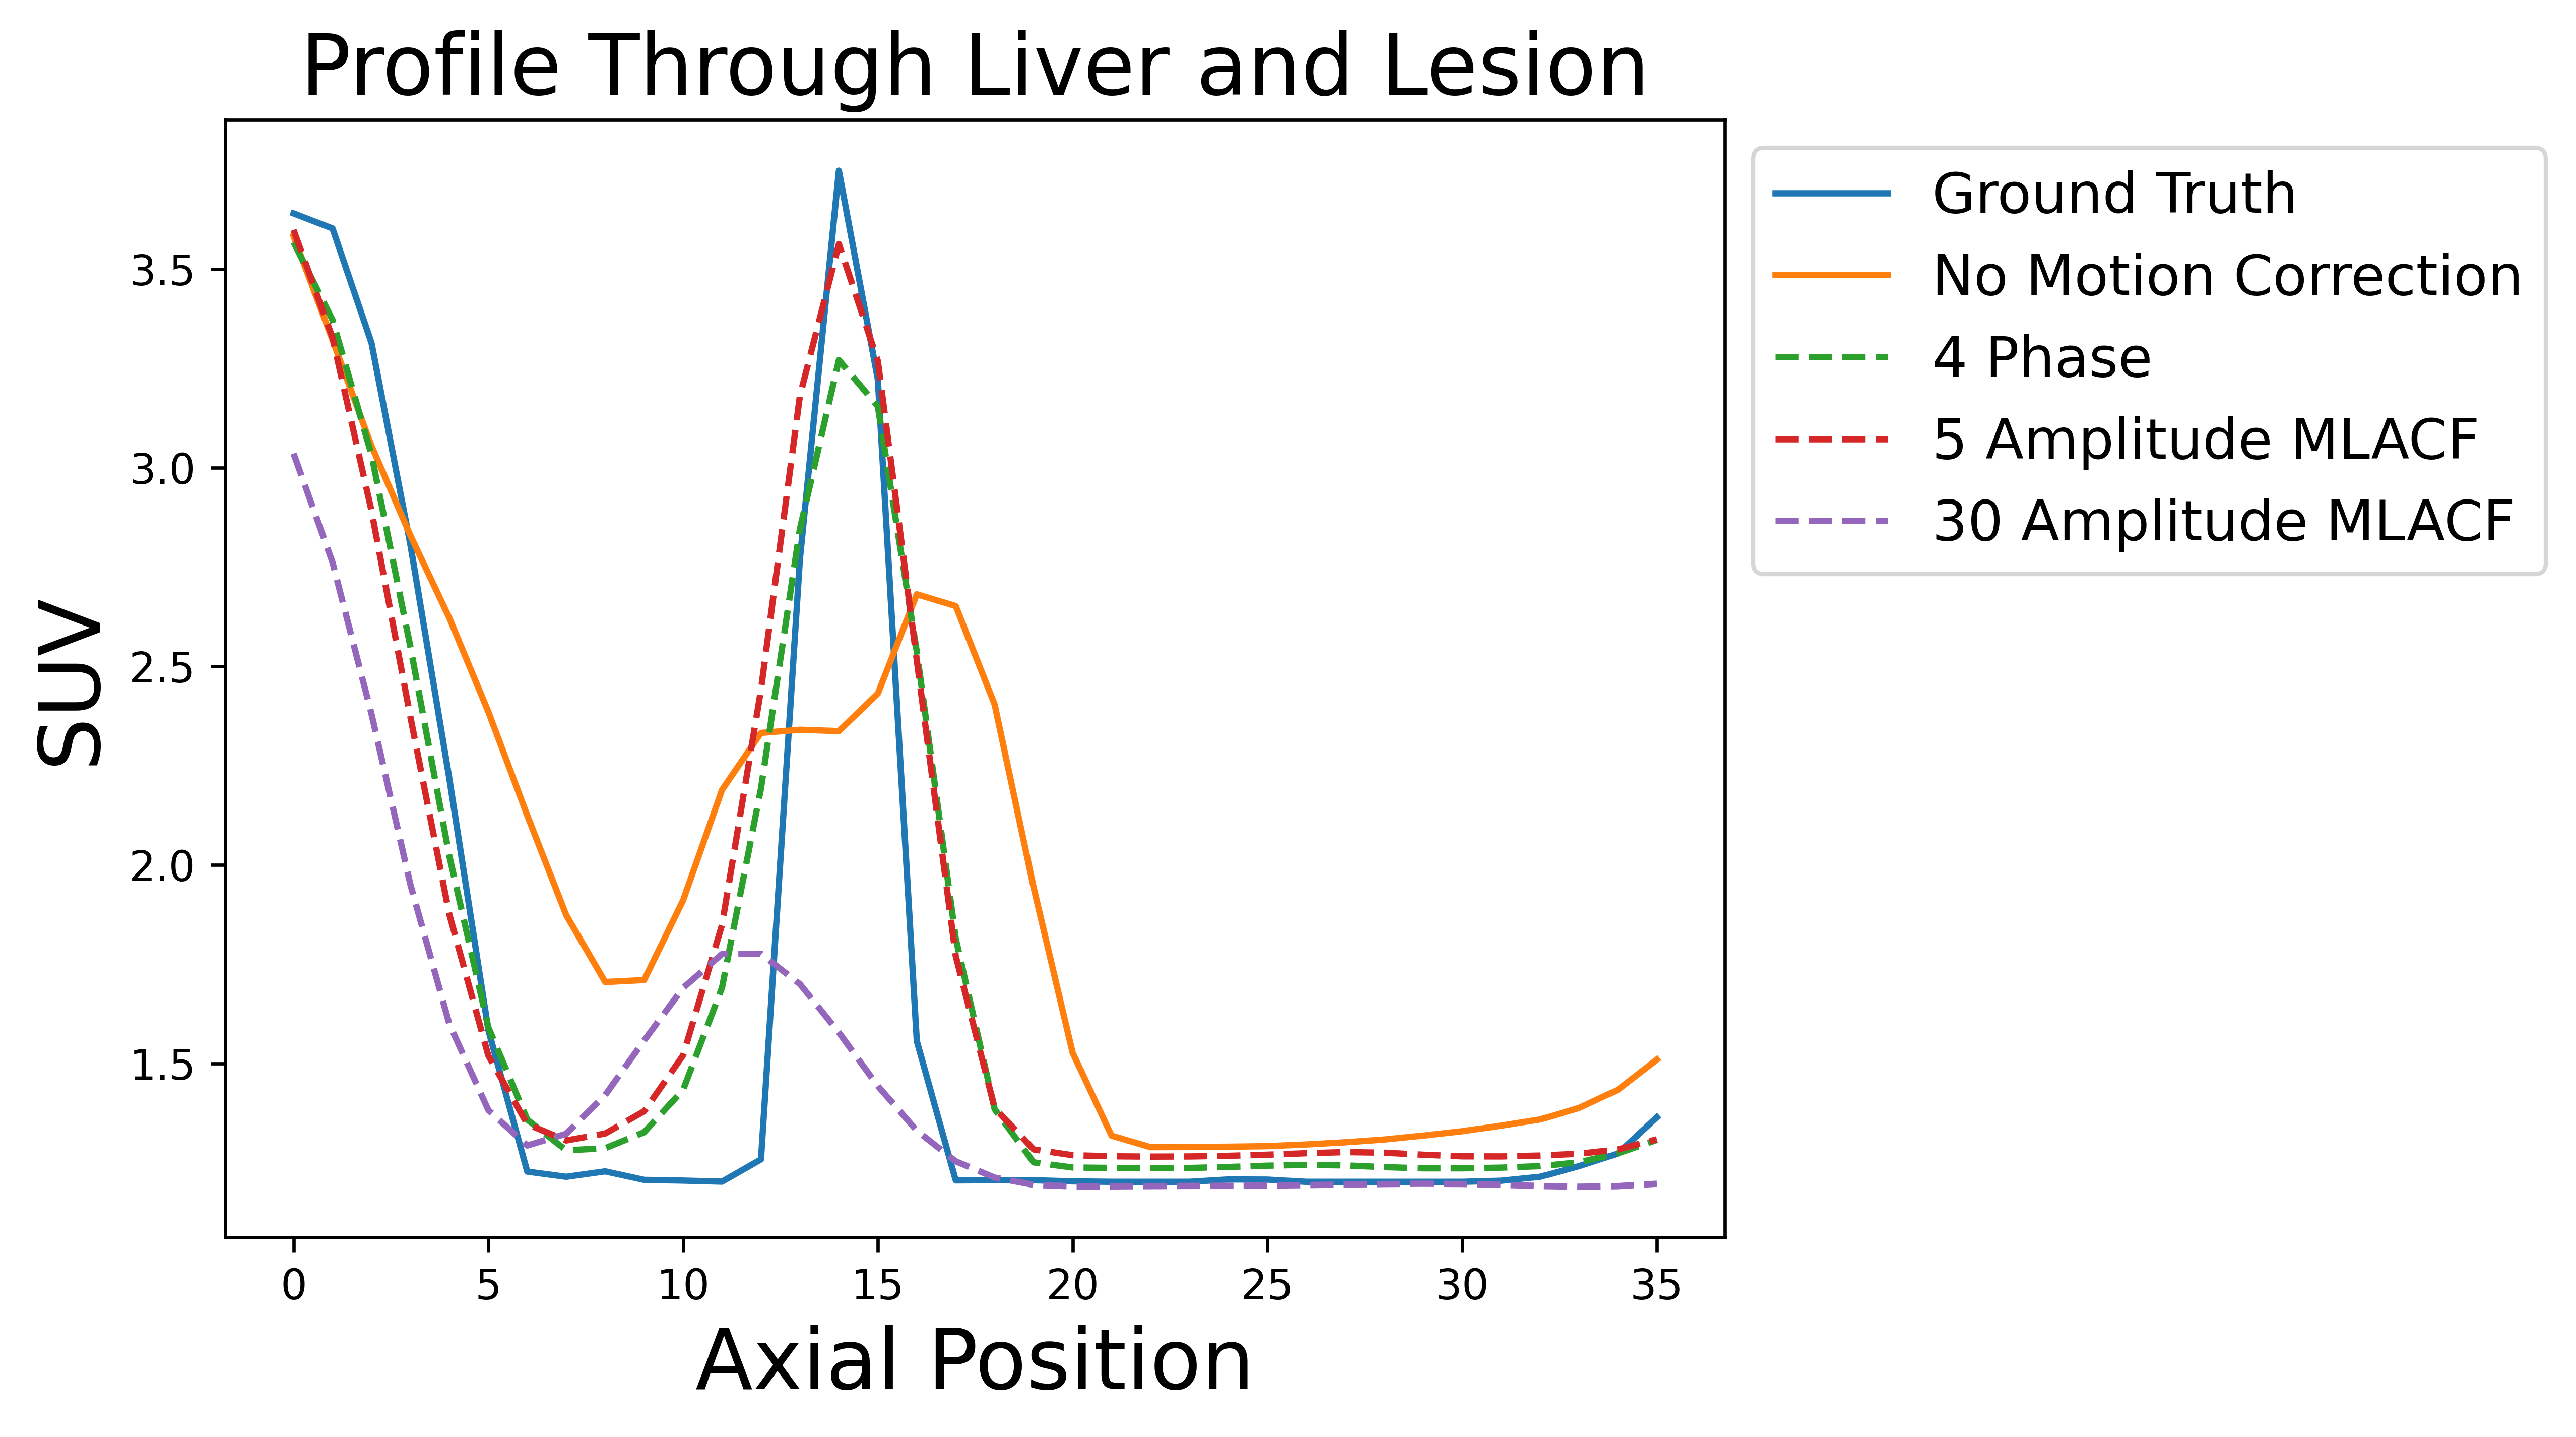 Profile Through Liver and Lesion
Ground Truth
No Motion Correction
4 Phase
5 Amplitude MLACF
30 Amplitude MLACF
SUV
3.5
3.0
2.5
2.0
1.5
0 5 10 15 20 25 30 35
Axial Position